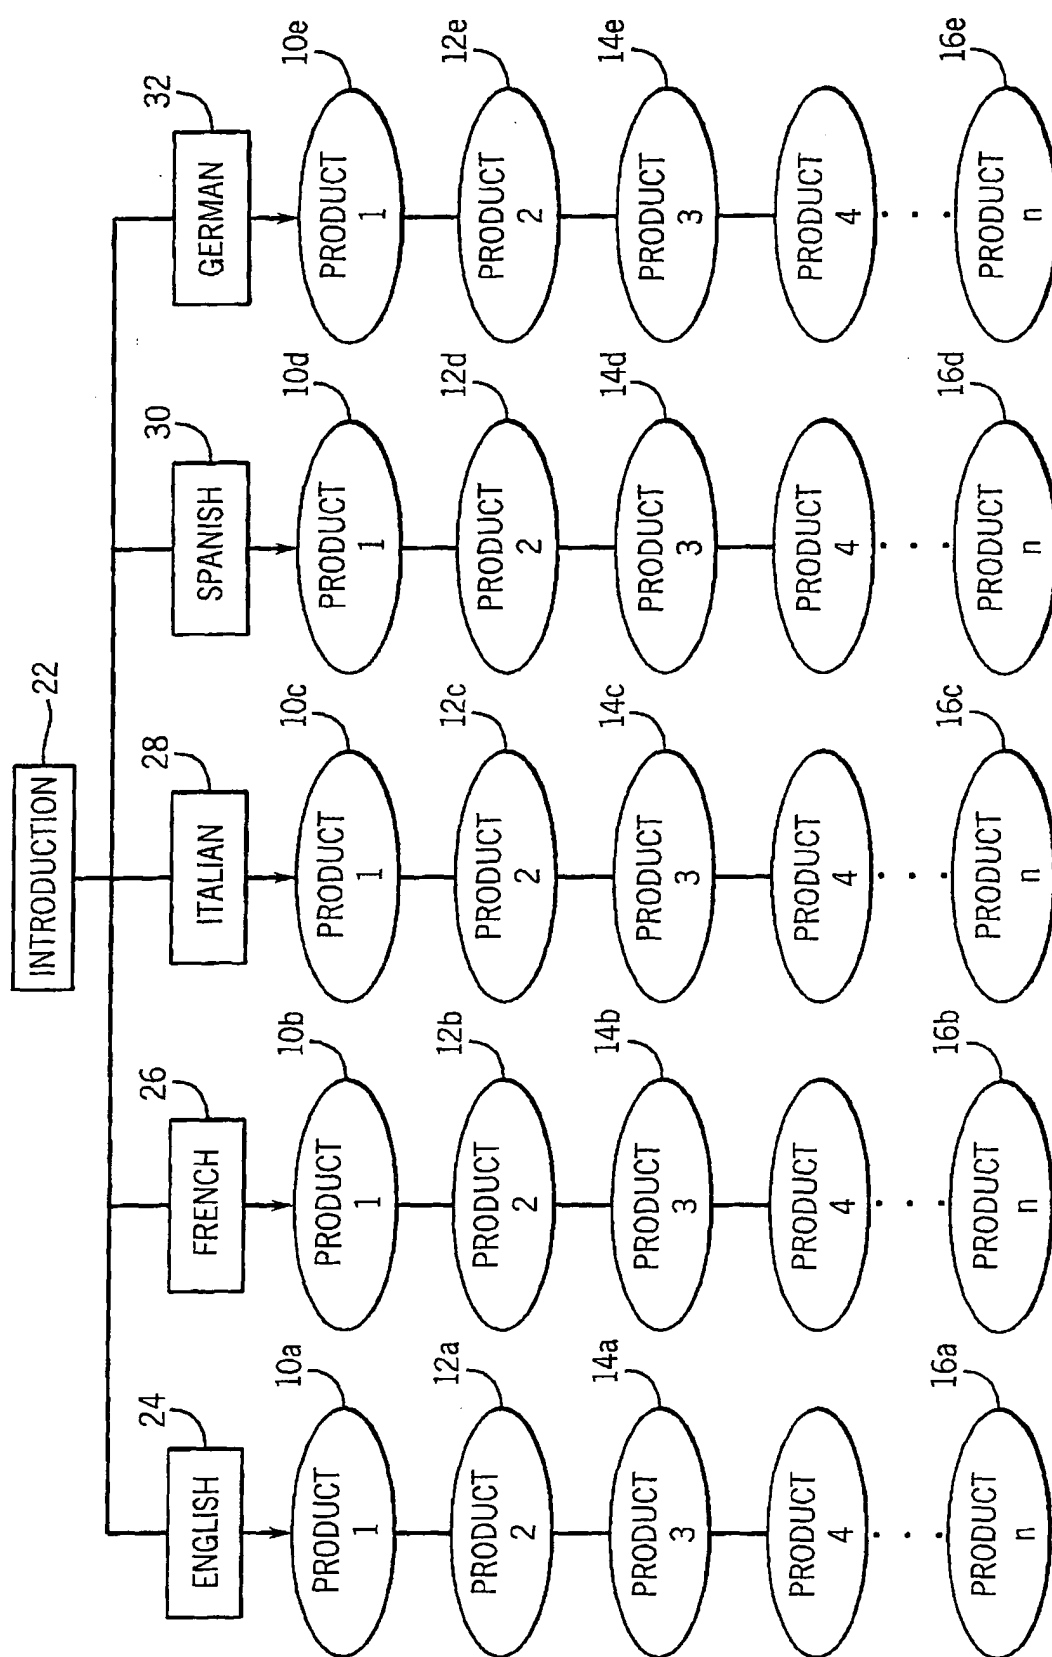 INTRODUCTION
22
ENGLISH
24
FRENCH
26
ITALIAN
28
SPANISH
30
GERMAN
32
PRODUCT
1
10a
PRODUCT
1
10b
PRODUCT
1
10c
PRODUCT
1
10d
PRODUCT
1
10e
PRODUCT
2
12a
PRODUCT
2
12b
PRODUCT
2
12c
PRODUCT
2
12d
PRODUCT
2
12e
PRODUCT
3
14a
PRODUCT
3
14b
PRODUCT
3
14c
PRODUCT
3
14d
PRODUCT
3
14e
PRODUCT
4
PRODUCT
4
PRODUCT
4
PRODUCT
4
PRODUCT
4
PRODUCT
n
16a
PRODUCT
n
16b
PRODUCT
n
16c
PRODUCT
n
16d
PRODUCT
n
16e